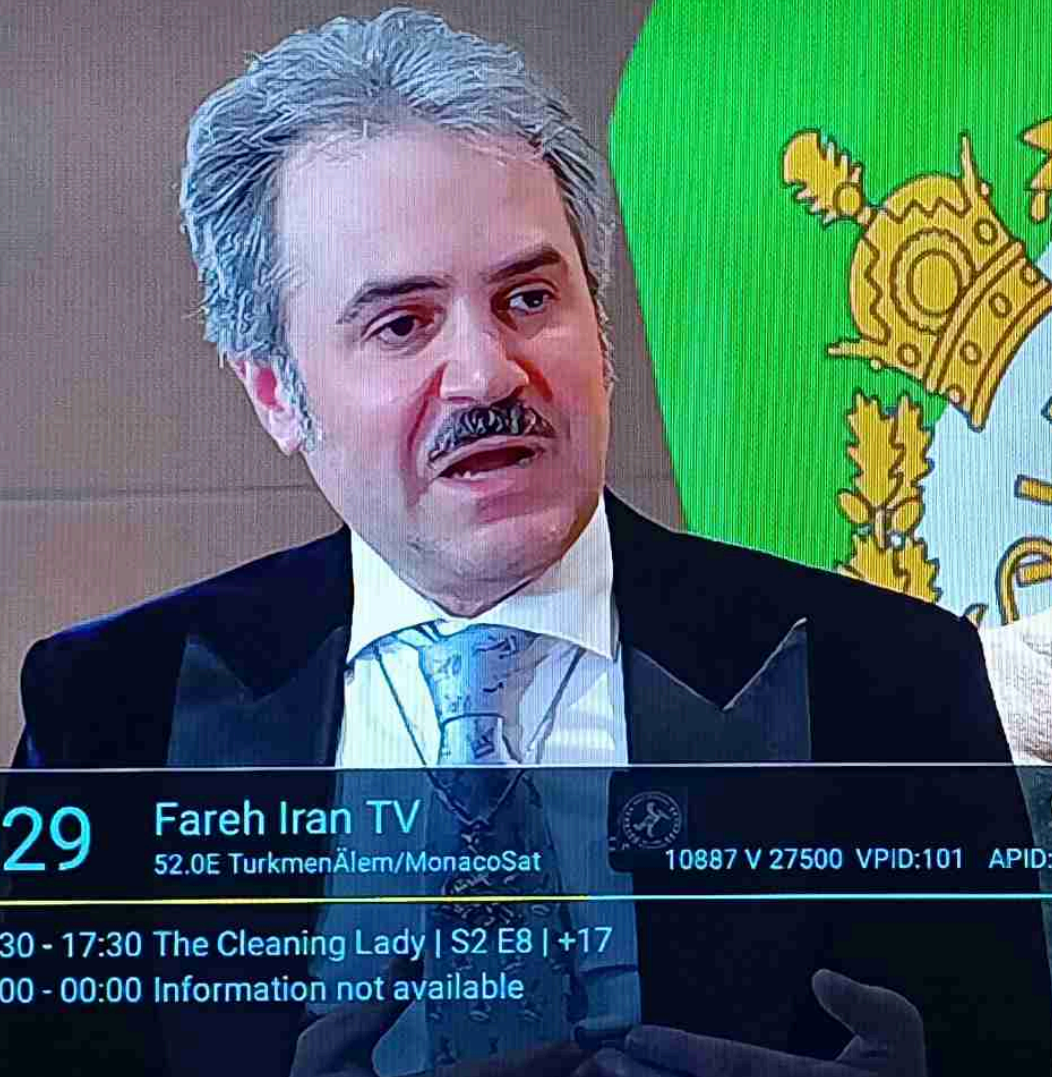 29
Fareh Iran TV
52.0E TurkmenÄlem/MonacoSat
10887 V 27500 VPID:101 APID:
30 - 17:30 The Cleaning Lady | S2 E8 | +17
00 - 00:00 Information not available